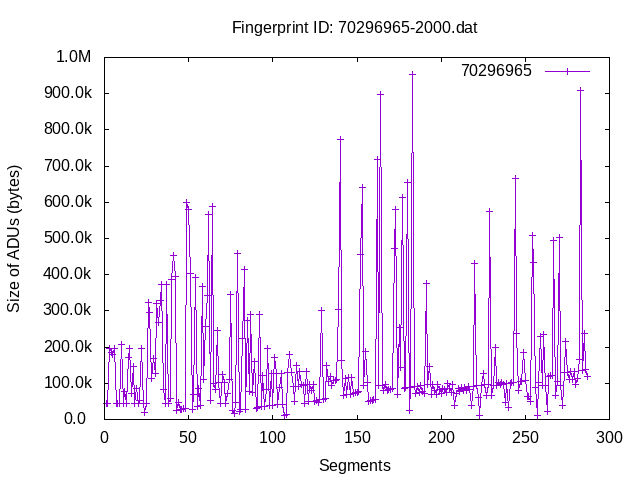 Fingerprint ID: 70296965-2000.dat
1.0M
900.0k
800.0k
700.0k
600.0k
500.0k
400.0k
300.0k
200.0k
100.0k
0.0
Size of ADUs (bytes)
70296965
0 50 100 150 200 250 300
Segments